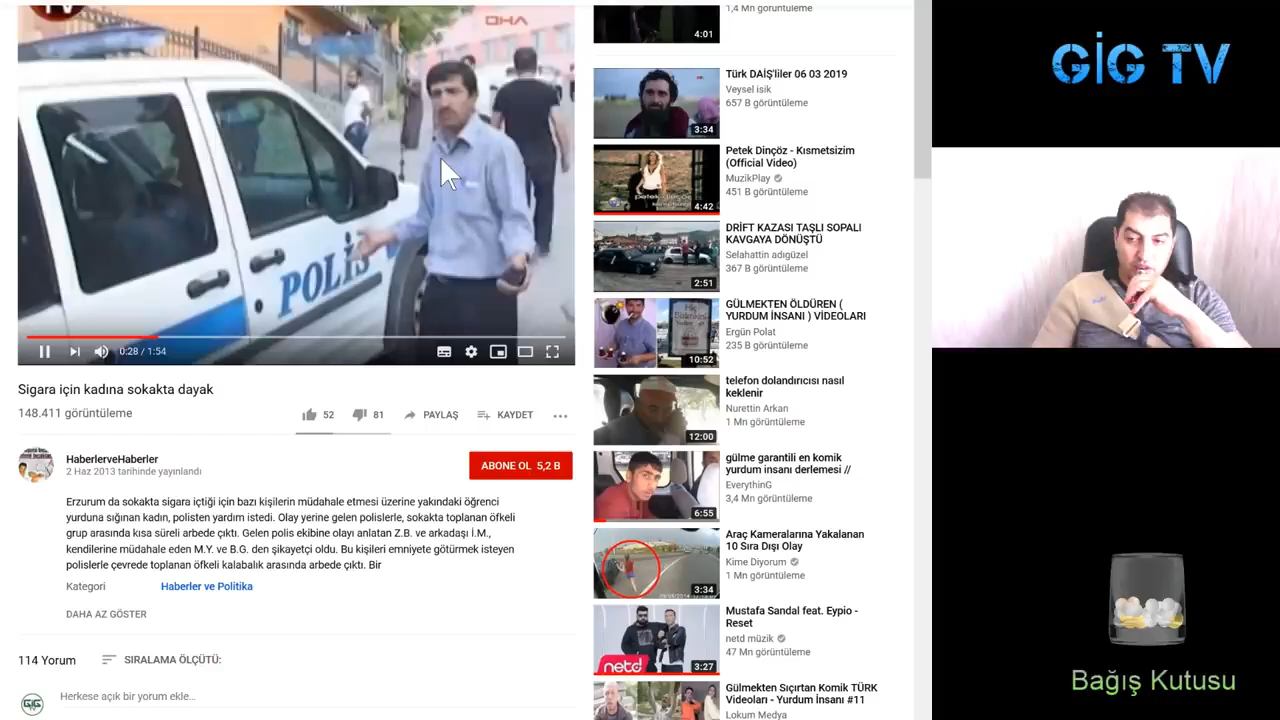 TV
DHA
POLİS
0:28 / 1:54
Sigara için kadına sokakta dayak
148.411 görüntüleme
52
81
PAYLAŞ
KAYDET
HaberlerveHaberler
2 Haz 2013 tarihinde yayınlandı
ABONE OL 5,2 B
Erzurum da sokakta sigara içtiği için bazı kişilerin müdahale etmesi üzerine yakındaki öğrenci
yurduna sığınan kadın, polisten yardım istedi. Olay yerine gelen polislerle, sokakta toplanan öfkeli
grup arasında kısa süreli arbede çıktı. Gelen polis ekibine olayı anlatan Z.B. ve arkadaşı İ.M.,
kendilerine müdahale eden M.Y. ve B.G. den şikayetçi oldu. Bu kişileri emniyete götürmek isteyen
polislerle çevrede toplanan öfkeli kalabalık arasında arbede çıktı. Bir
Kategori
Haberler ve Politika
DAHA AZ GÖSTER
114 Yorum
SIRALAMA ÖLÇÜTÜ:
Herkese açık bir yorum ekle...
1,4 Mn görüntüleme
4:01
Türk DAİŞ'liler 06 03 2019
Veysel isik
657 B görüntüleme
3:34
Petek Dinçöz - Kısmetsizim
(Official Video)
MuzikPlay
451 B görüntüleme
4:42
DRİFT KAZASI TAŞLI SOPALI
KAVGAYA DÖNÜŞTÜ
Selahattin adıgüzel
367 B görüntüleme
2:51
GÜLMEKTEN ÖLDÜREN (
YURDUM İNSANI ) VİDEOLARI
Ergün Polat
235 B görüntüleme
10:52
telefon dolandırıcısı nasıl
keklenir
Nurettin Arkan
1 Mn görüntüleme
12:00
gülme garantili en komik
yurdum insanı derlemesi //
EverythinG
3,4 Mn görüntüleme
6:55
Araç Kameralarına Yakalanan
10 Sıra Dışı Olay
Kime Diyorum
1 Mn görüntüleme
3:34
Mustafa Sandal feat. Eypio -
Reset
netd müzik
47 Mn görüntüleme
netd
3:27
Gülmekten Sıçırtan Komik TÜRK
Videoları - Yurdum İnsanı #11
Lokum Medya
GİG TV
Bağış Kutusu